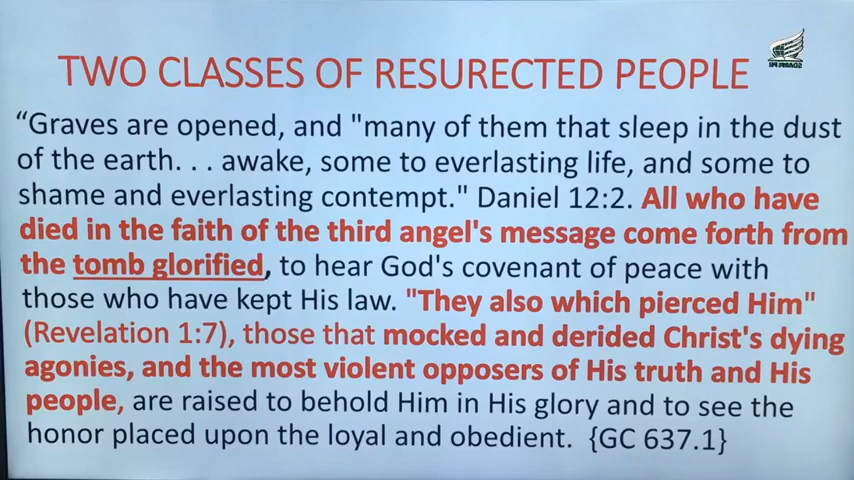 TWO CLASSES OF RESURECTED PEOPLE
“Graves are opened, and "many of them that sleep in the dust
of the earth. . . awake, some to everlasting life, and some to
shame and everlasting contempt." Daniel 12:2. All who have
died in the faith of the third angel's message come forth from
the tomb glorified, to hear God's covenant of peace with
those who have kept His law. "They also which pierced Him"
(Revelation 1:7), those that mocked and derided Christ's dying
agonies, and the most violent opposers of His truth and His
people, are raised to behold Him in His glory and to see the
honor placed upon the loyal and obedient. {GC 637.1}